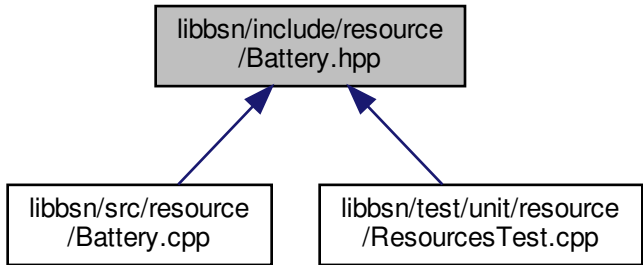 libbsn/include/resource
/Battery.hpp
libbsn/src/resource
/Battery.cpp
libbsn/test/unit/resource
/ResourcesTest.cpp